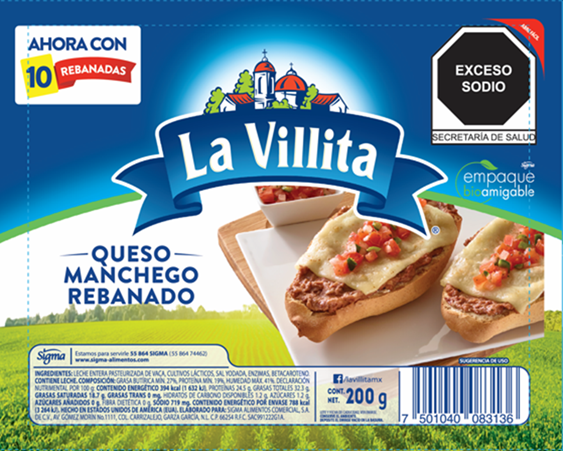 AHORA CON
10 REBANADAS
ABRE FÁCIL
EXCESO
SODIO
SECRETARÍA DE SALUD
La Villita
®
Sigma
empaque
bioamigable
QUESO
MANCHEGO
REBANADO
Sigma
Estamos para servirle 55 864 SIGMA (55 864 74462)
www.sigma-alimentos.com
SUGERENCIA DE USO
INGREDIENTES: LECHE ENTERA PASTEURIZADA DE VACA, CULTIVOS LÁCTICOS, SAL YODADA, ENZIMAS, BETACAROTENO.
CONTIENE LECHE. COMPOSICIÓN: GRASA BUTÍRICA MÍN. 27%, PROTEÍNA MÍN. 19%, HUMEDAD MÁX. 41%. DECLARACIÓN
NUTRIMENTAL POR 100 g: CONTENIDO ENERGÉTICO 394 kcal (1 632 kJ), PROTEÍNAS 24.5 g, GRASAS TOTALES 32.3 g,
GRASAS SATURADAS 18.7 g, GRASAS TRANS 0 mg, HIDRATOS DE CARBONO DISPONIBLES 1.2 g, AZÚCARES 1.2 g,
AZÚCARES AÑADIDOS 0 g, FIBRA DIETÉTICA 0 g, SODIO 719 mg. CONTENIDO ENERGÉTICO POR ENVASE 788 kcal
(3 264 kJ). HECHO EN ESTADOS UNIDOS DE AMÉRICA (EUA). ELABORADO PARA: SIGMA ALIMENTOS COMERCIAL, S.A.
DE C.V., AV. GÓMEZ MORÍN No.1111, COL. CARRIZALEJO, GARZA GARCÍA, N.L. C.P. 66254 R.F.C. SAC991222G1A.
f/lavillitamx
CONT.
NET. 200 g
7 501040 083136